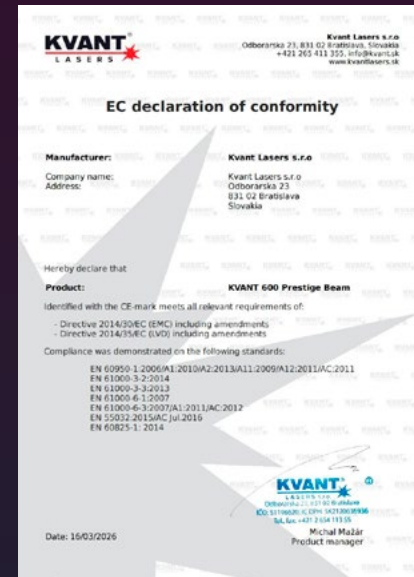 KVANT
LASERS
Kvant Lasers s.r.o
Odborarska 23, 831 02 Bratislava, Slovakia
+421 265 411 355, info@kvant.sk
www.kvantlasers.sk
EC declaration of conformity
Manufacturer: Kvant Lasers s.r.o
Company name: Kvant Lasers s.r.o
Address: Odborarska 23
831 02 Bratislava
Slovakia
Hereby declare that
Product: KVANT 600 Prestige Beam
Identified with the CE-mark meets all relevant requirements of:
- Directive 2014/30/EC (EMC) including amendments
- Directive 2014/35/EC (LVD) including amendments
Compliance was demonstrated on the following standards:
EN 60950-1:2006/A1:2010/A2:2013/A11:2009/A12:2011/AC:2011
EN 61000-3-2:2014
EN 61000-3-3:2013
EN 61000-6-1:2007
EN 61000-6-3:2007/A1:2011/AC:2012
EN 55032:2015/AC Jul.2016
EN 60825-1: 2014
KVANT
LASERS s.r.o.
Date: 16/03/2026
Michal Mažár
Product manager